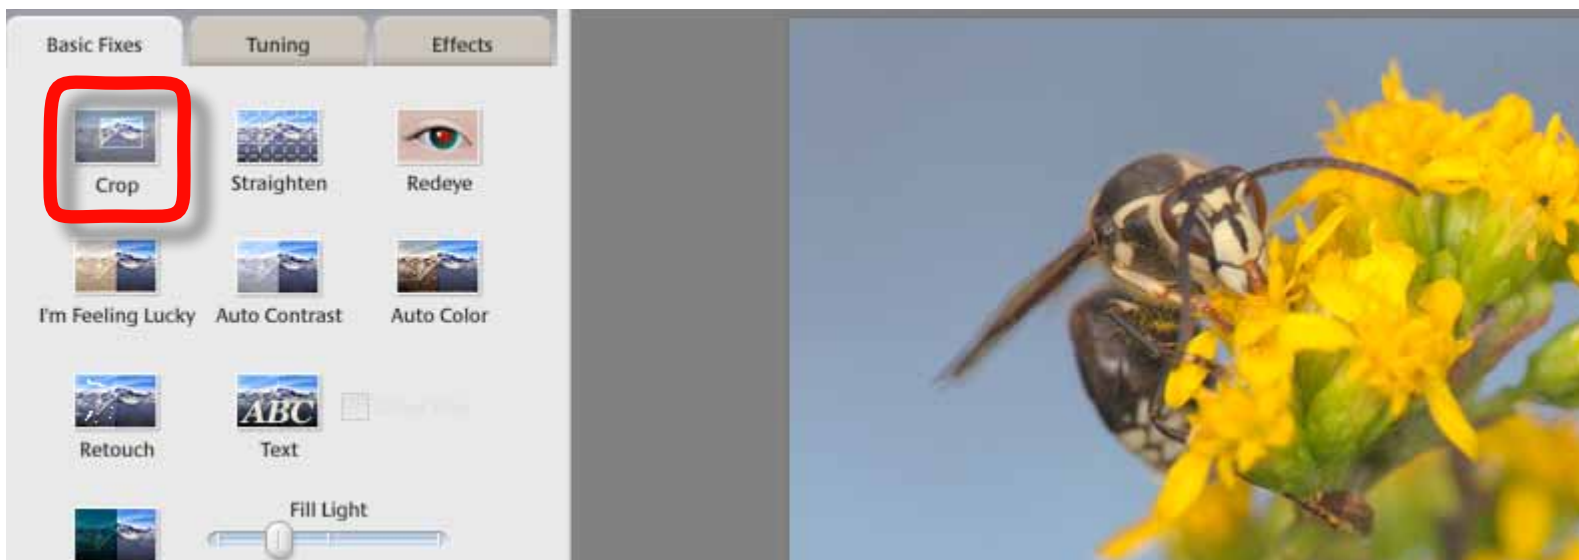 Basic Fixes Tuning Effects
Crop Straighten Redeye
I'm Feeling Lucky Auto Contrast Auto Color
ABC
Retouch Text
Fill Light